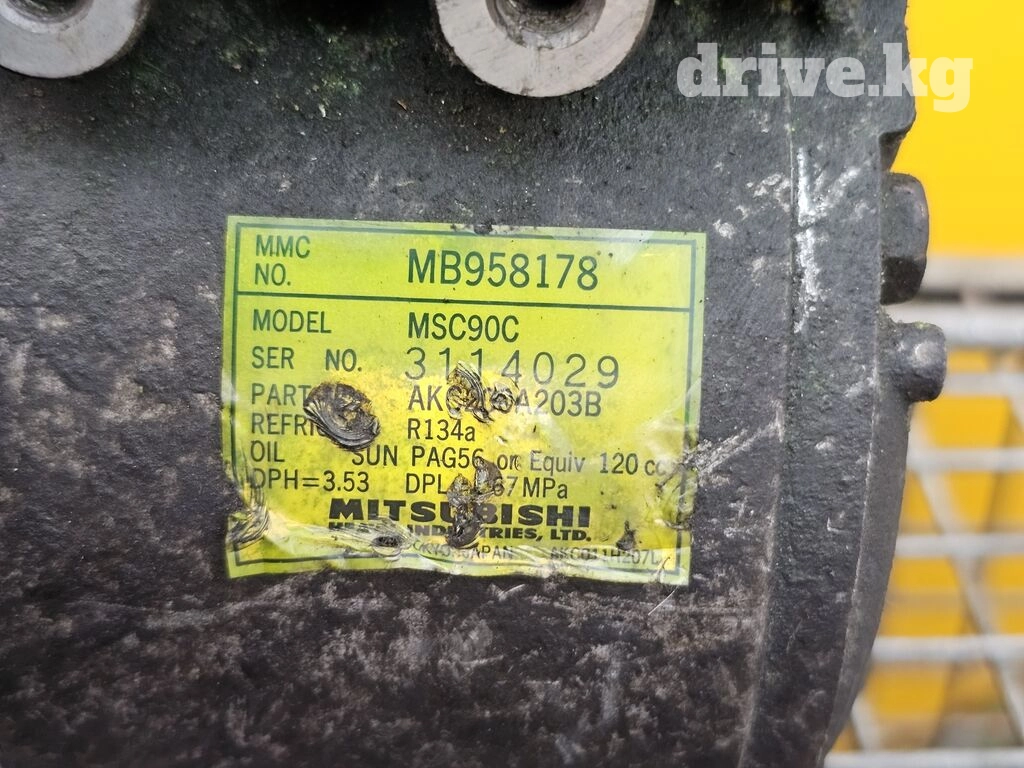 drive.kg
MMC
NO. MB958178
MODEL MSC90C
SER NO. 3114029
A203B
R134a
OIL SUN PAG56 or Equiv 120 cc
DPH=3.53 MPa
MITSUBISHI
LTD.